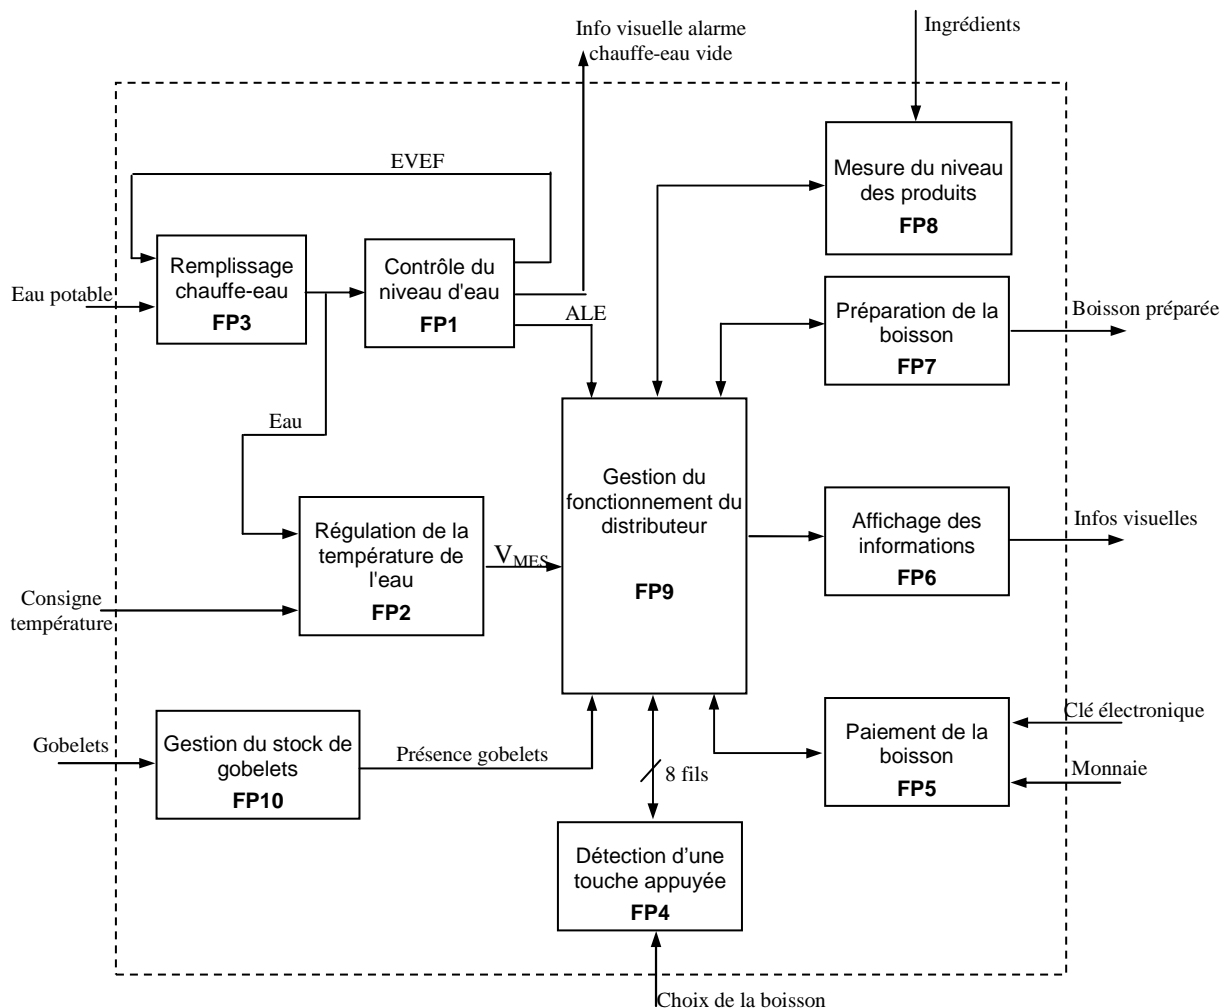 Info visuelle alarme
chauffe-eau vide
Ingrédients
EVEF
Mesure du niveau
des produits
FP8
Remplissage
chauffe-eau
FP3
Contrôle du
niveau d'eau
FP1
Eau potable
ALE
Préparation de la
boisson
FP7
Boisson préparée
Eau
Gestion du
fonctionnement du
distributeur
FP9
Régulation de la
température de
l'eau
FP2
VMES
Affichage des
informations
FP6
Infos visuelles
Consigne
température
Gobelets
Gestion du stock de
gobelets
FP10
Présence gobelets
8 fils
Paiement de la
boisson
FP5
Clé électronique
Monnaie
Détection d’une
touche appuyée
FP4
Choix de la boisson